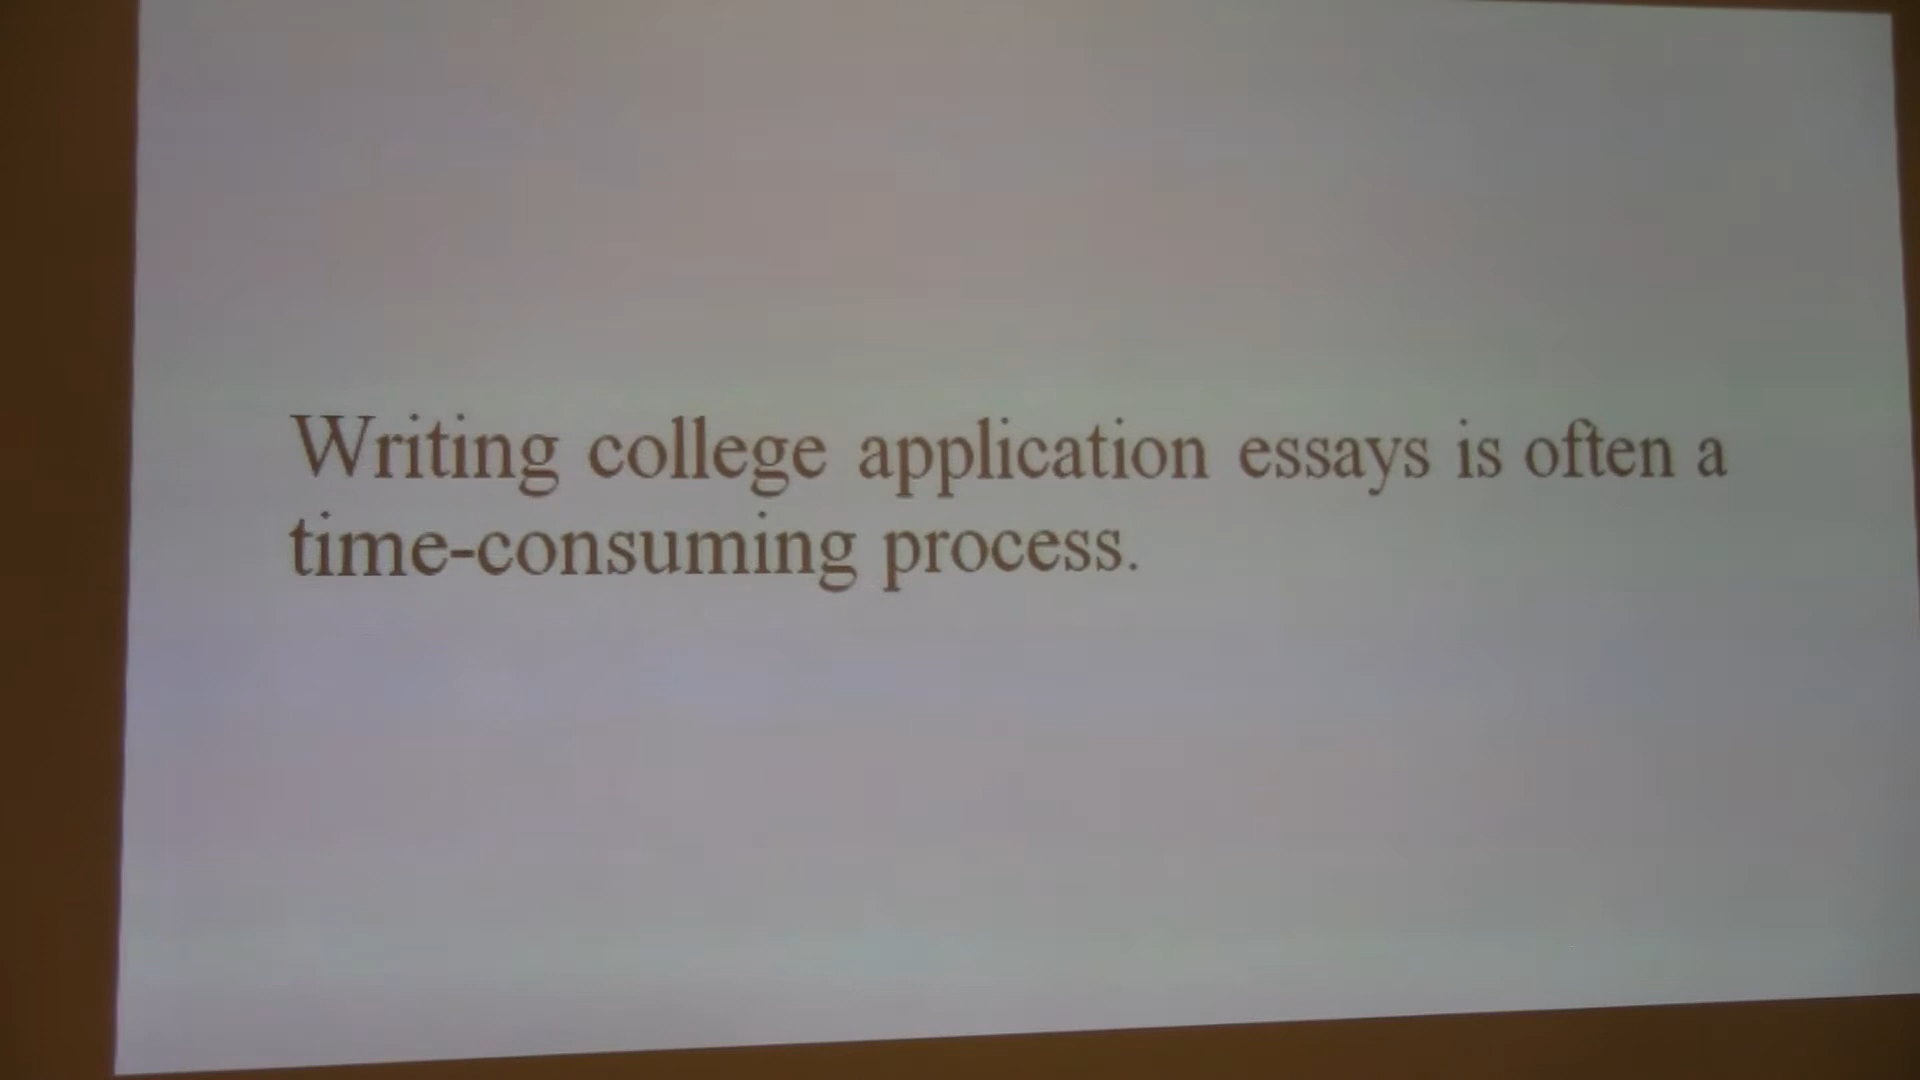 Writing college application essays is often a
time-consuming process.